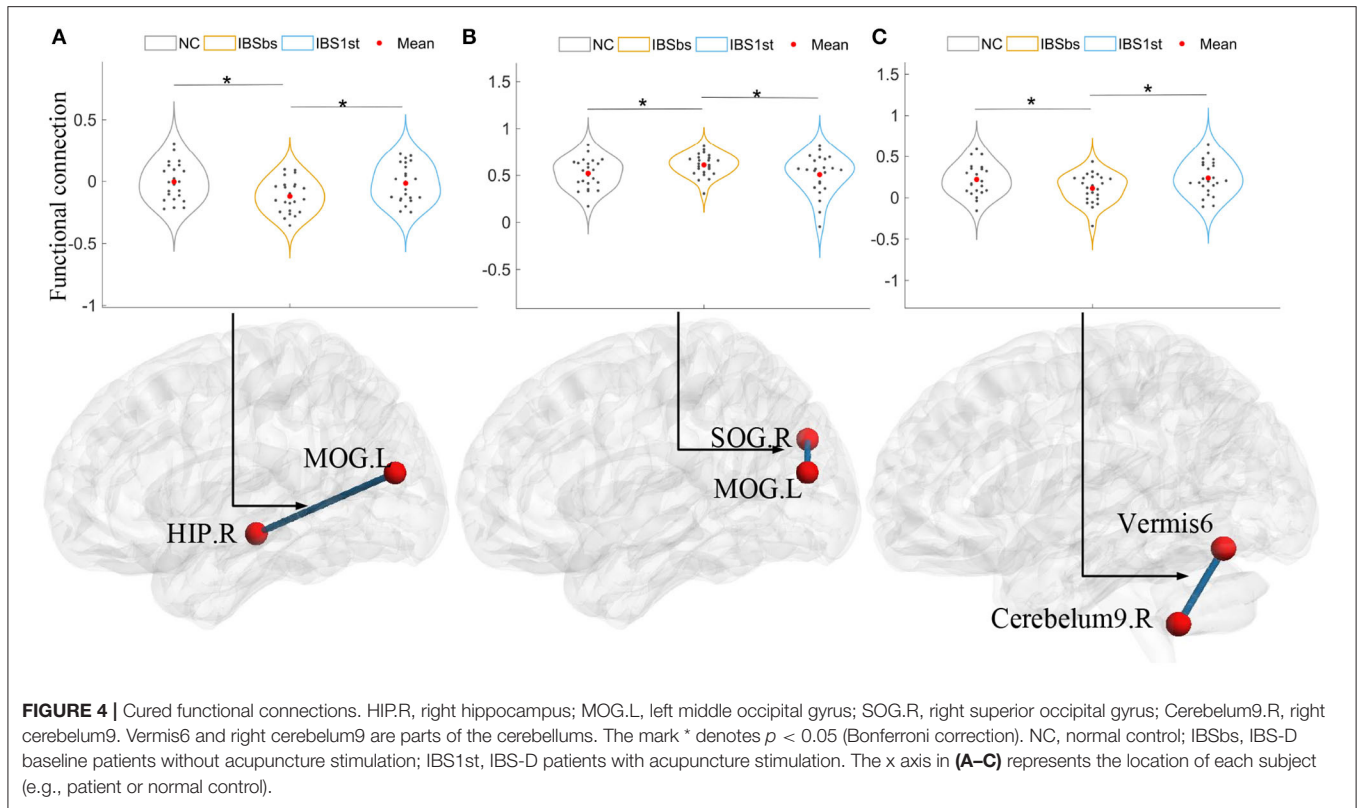 A
NC IBSbs IBS1st Mean
B
NC IBSbs IBS1st Mean
C
NC IBSbs IBS1st Mean
Functional connection
0.5
0
-0.5
-1
* *
1.5
1
0.5
0
-0.5
* *
1.5
1
0.5
0
-0.5
-1
* *
MOG.L
HIP.R
SOG.R
MOG.L
Vermis6
Cerebelum9.R
FIGURE 4 | Cured functional connections. HIP.R, right hippocampus; MOG.L, left middle occipital gyrus; SOG.R, right superior occipital gyrus; Cerebelum9.R, right
cerebelum9. Vermis6 and right cerebelum9 are parts of the cerebellums. The mark * denotes p < 0.05 (Bonferroni correction). NC, normal control; IBSbs, IBS-D
baseline patients without acupuncture stimulation; IBS1st, IBS-D patients with acupuncture stimulation. The x axis in (A–C) represents the location of each subject
(e.g., patient or normal control).